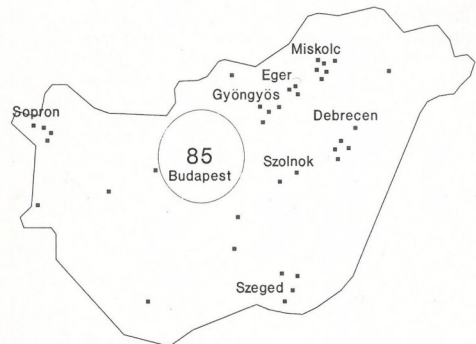 Miskolc
Eger
Gyöngyös
Sopron
Debrecen
85
Budapest
Szolnok
Szeged